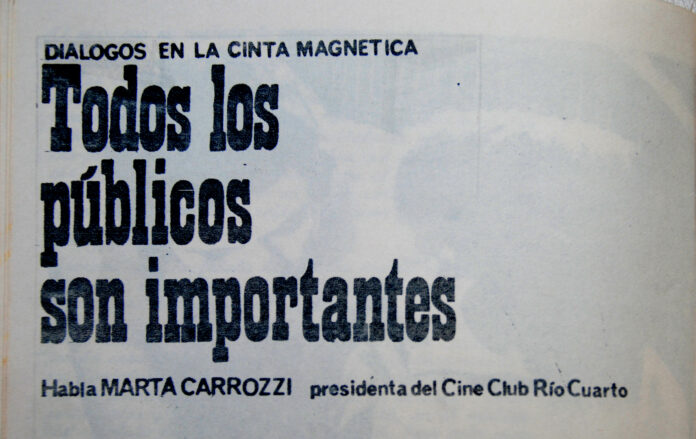 DIALOGOS EN LA CINTA MAGNETICA
Todos los
públicos
son importantes
Habla MARTA CARROZZI presidenta del Cine Club Río Cuarto